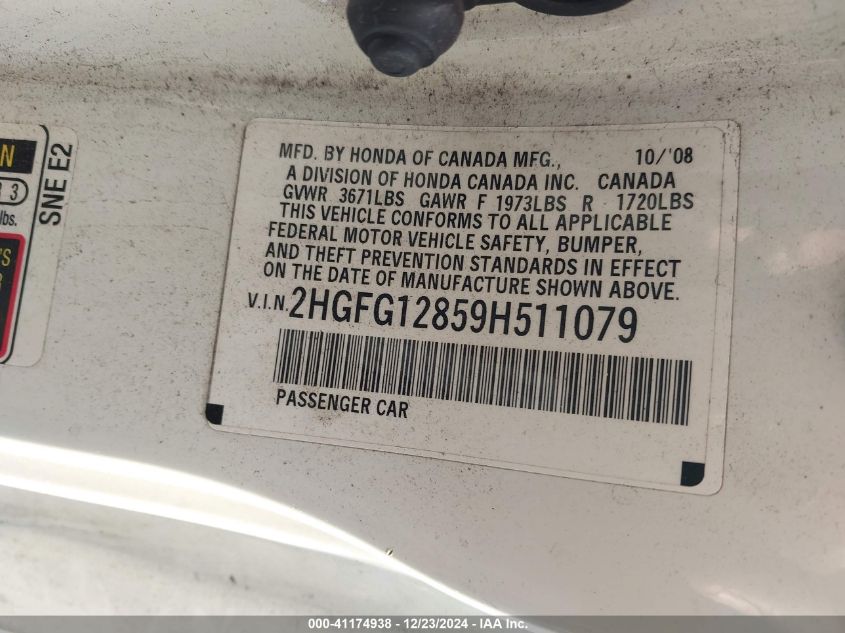 N
3
lbs.
'S
SNE E2
MFD. BY HONDA OF CANADA MFG., 10/'08
A DIVISION OF HONDA CANADA INC. CANADA
GVWR 3671LBS GAWR F 1973LBS R 1720LBS
THIS VEHICLE CONFORMS TO ALL APPLICABLE
FEDERAL MOTOR VEHICLE SAFETY, BUMPER,
AND THEFT PREVENTION STANDARDS IN EFFECT
ON THE DATE OF MANUFACTURE SHOWN ABOVE.
V.I.N. 2HGFG12859H511079
PASSENGER CAR
000-41174938 - 12/23/2024 - IAA Inc.